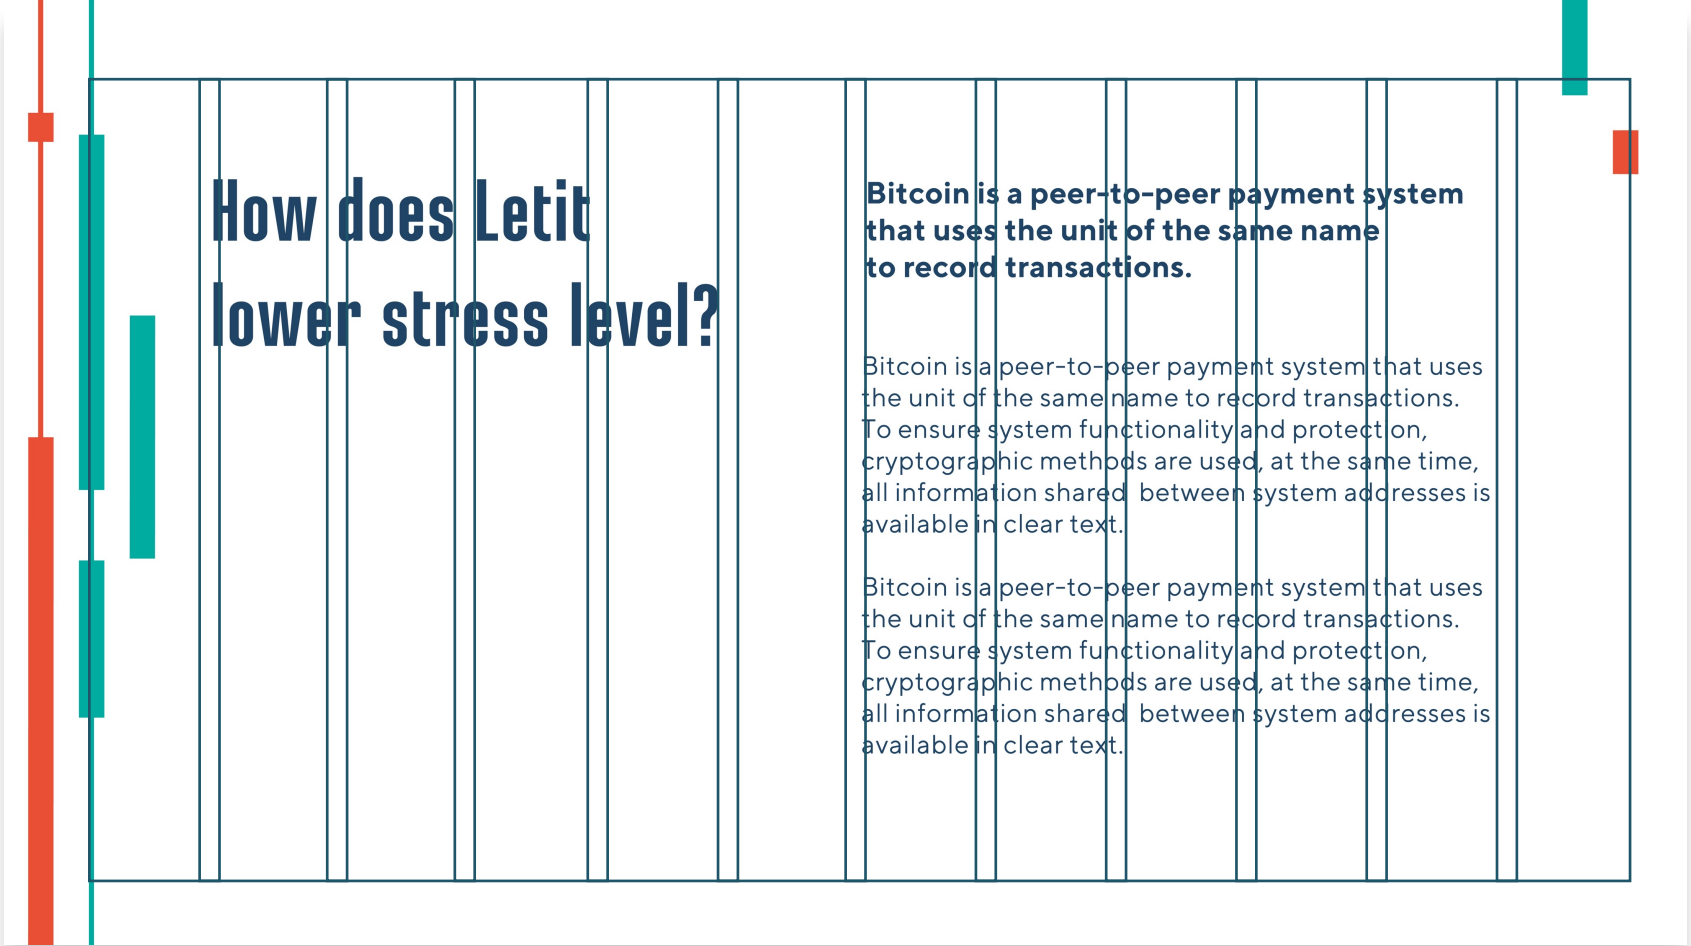 How does Letit
lower stress level?
Bitcoin is a peer-to-peer payment system
that uses the unit of the same name
to record transactions.
Bitcoin is a peer-to-peer payment system that uses
the unit of the same name to record transactions.
To ensure system functionality and protection,
cryptographic methods are used, at the same time,
all information shared  between system addresses is
available in clear text.
Bitcoin is a peer-to-peer payment system that uses
the unit of the same name to record transactions.
To ensure system functionality and protection,
cryptographic methods are used, at the same time,
all information shared  between system addresses is
available in clear text.